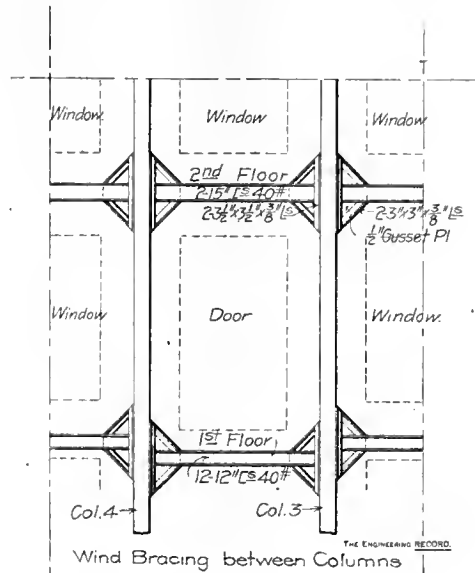 Window
Window
Window
2nd Floor
2-15" [s 40#
2-3½"x3½"x⅜" Ls
2-3"x3"x⅜" Ls
½" Gusset Pl
Window
Door
Window.
1st Floor
12-12" [s 40#
Col.4
Col.3
THE ENGINEERING RECORD.
Wind Bracing between Columns